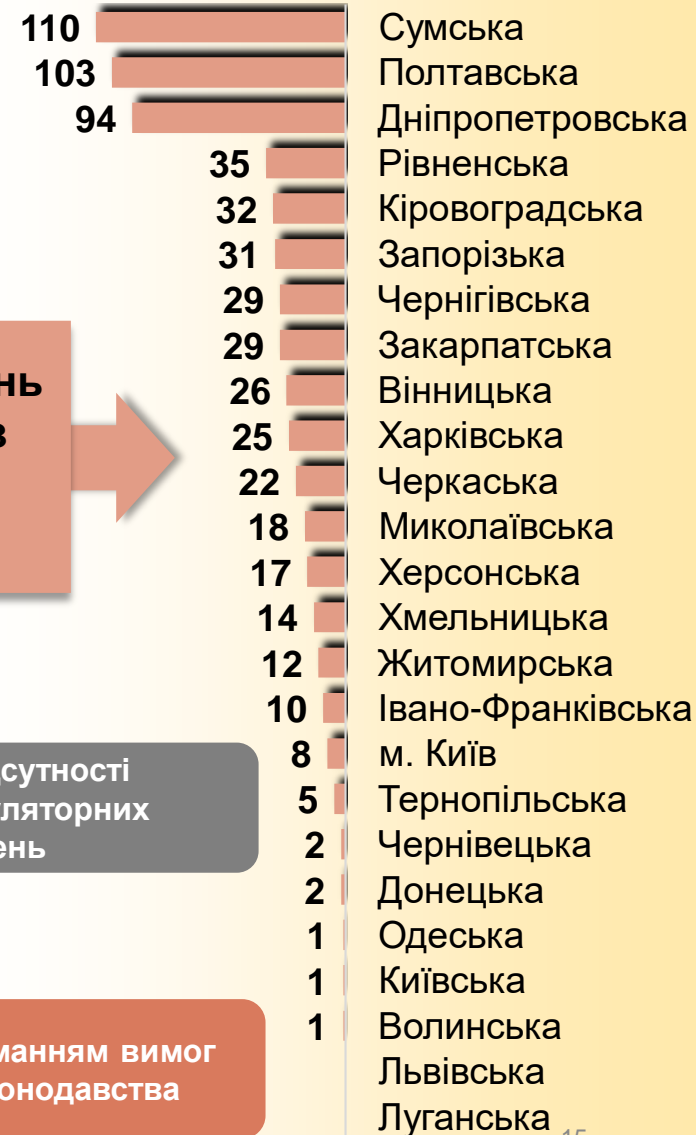 110 Сумська
103 Полтавська
94 Дніпропетровська
35 Рівненська
32 Кіровоградська
31 Запорізька
29 Чернігівська
29 Закарпатська
26 Вінницька
25 Харківська
22 Черкаська
18 Миколаївська
17 Херсонська
14 Хмельницька
12 Житомирська
10 Івано-Франківська
8 м. Київ
5 Тернопільська
2 Чернівецька
2 Донецька
1 Одеська
1 Київська
1 Волинська
Львівська
Луганська
нь
в
сутності
уляторних
ень
манням вимог
онодавства